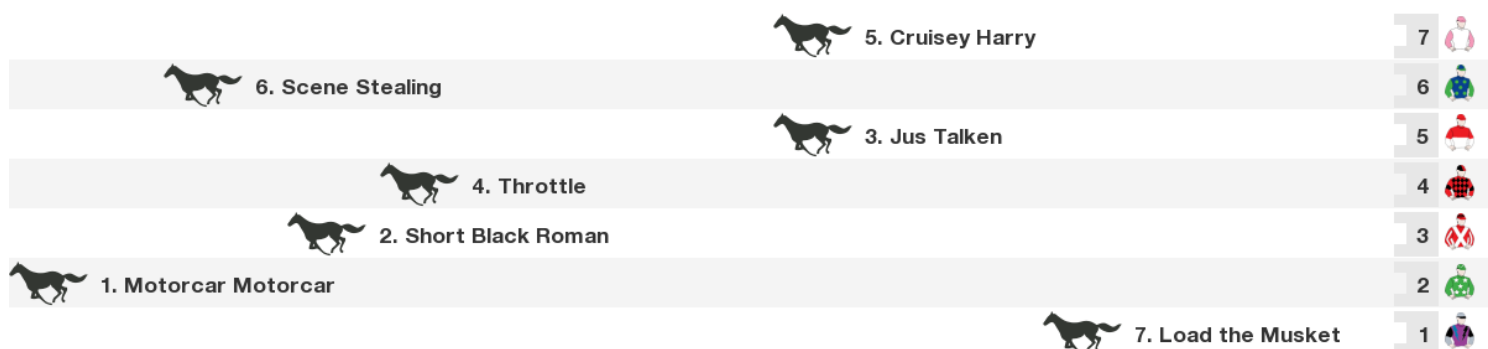 5. Cruisey Harry 7
6. Scene Stealing 6
3. Jus Talken 5
4. Throttle 4
2. Short Black Roman 3
1. Motorcar Motorcar 2
7. Load the Musket 1